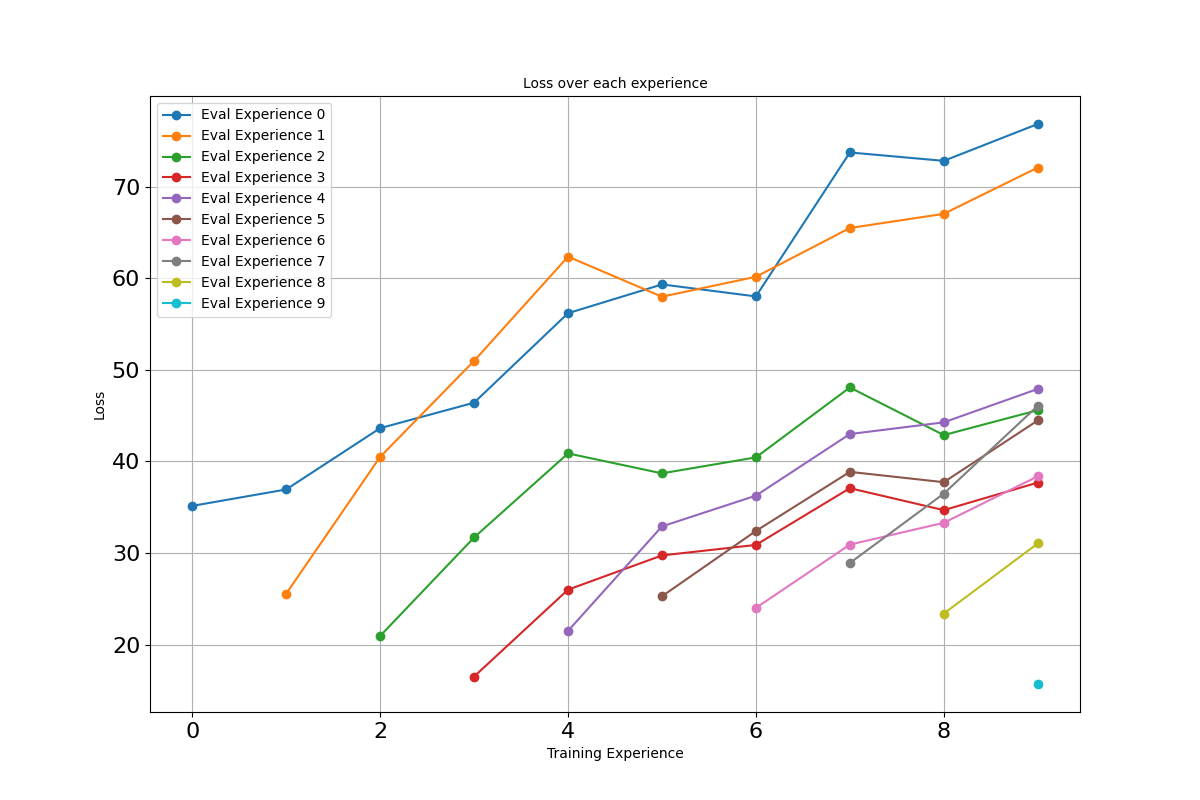 Loss over each experience
Eval Experience 0
Eval Experience 1
Eval Experience 2
Eval Experience 3
Eval Experience 4
Eval Experience 5
Eval Experience 6
Eval Experience 7
Eval Experience 8
Eval Experience 9
70
60
50
40
30
20
Loss
0 2 4 6 8
Training Experience